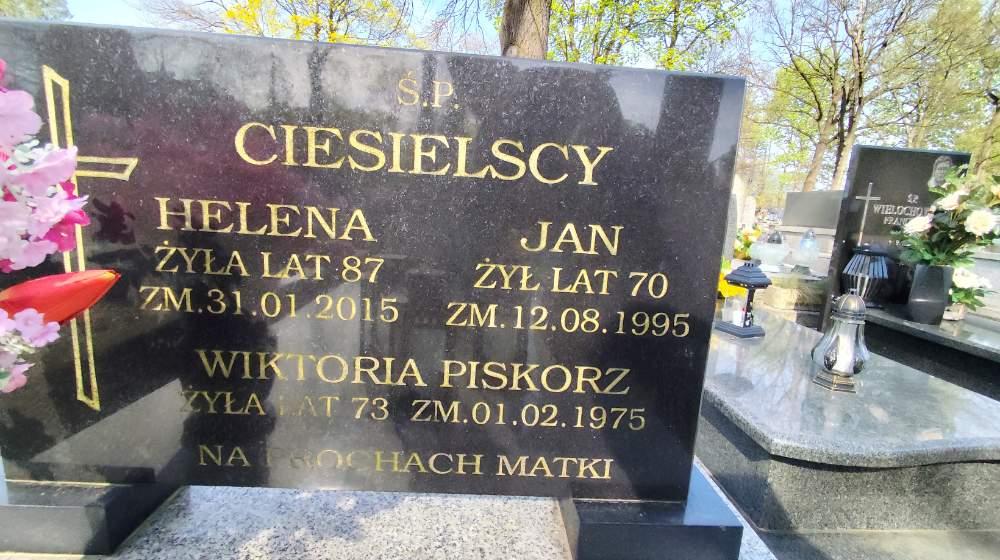 Ś.P.
CIESIELSCY
HELENA
ŻYŁA LAT 87
ZM.31.01.2015
JAN
ŻYŁ LAT 70
ZM.12.08.1995
WIKTORIA PISKORZ
ŻYŁA LAT 73 ZM.01.02.1975
NA PROCHACH MATKI
Ś.P.